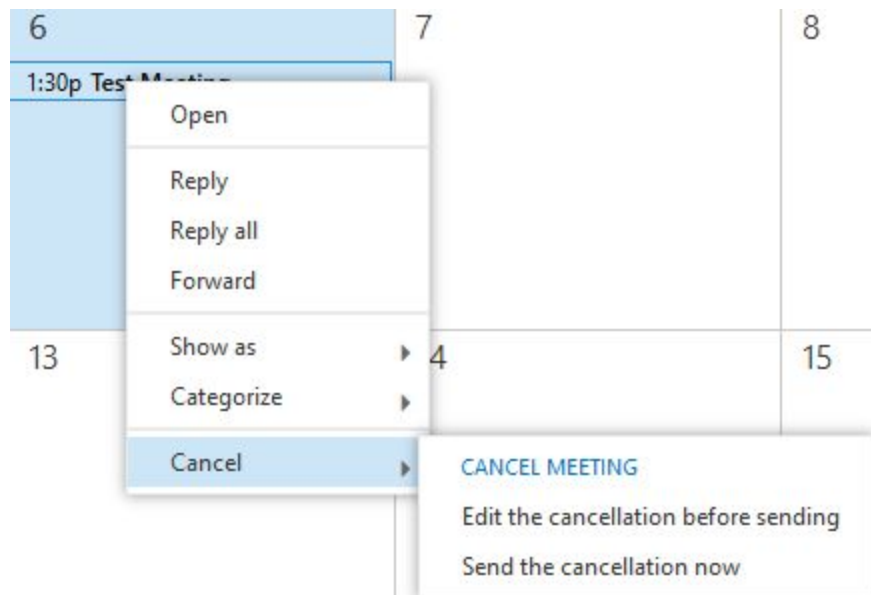 6 7 8
1:30p Test Meeting
Open
Reply
Reply all
Forward
Show as
13 4 15
Categorize
Cancel
CANCEL MEETING
Edit the cancellation before sending
Send the cancellation now